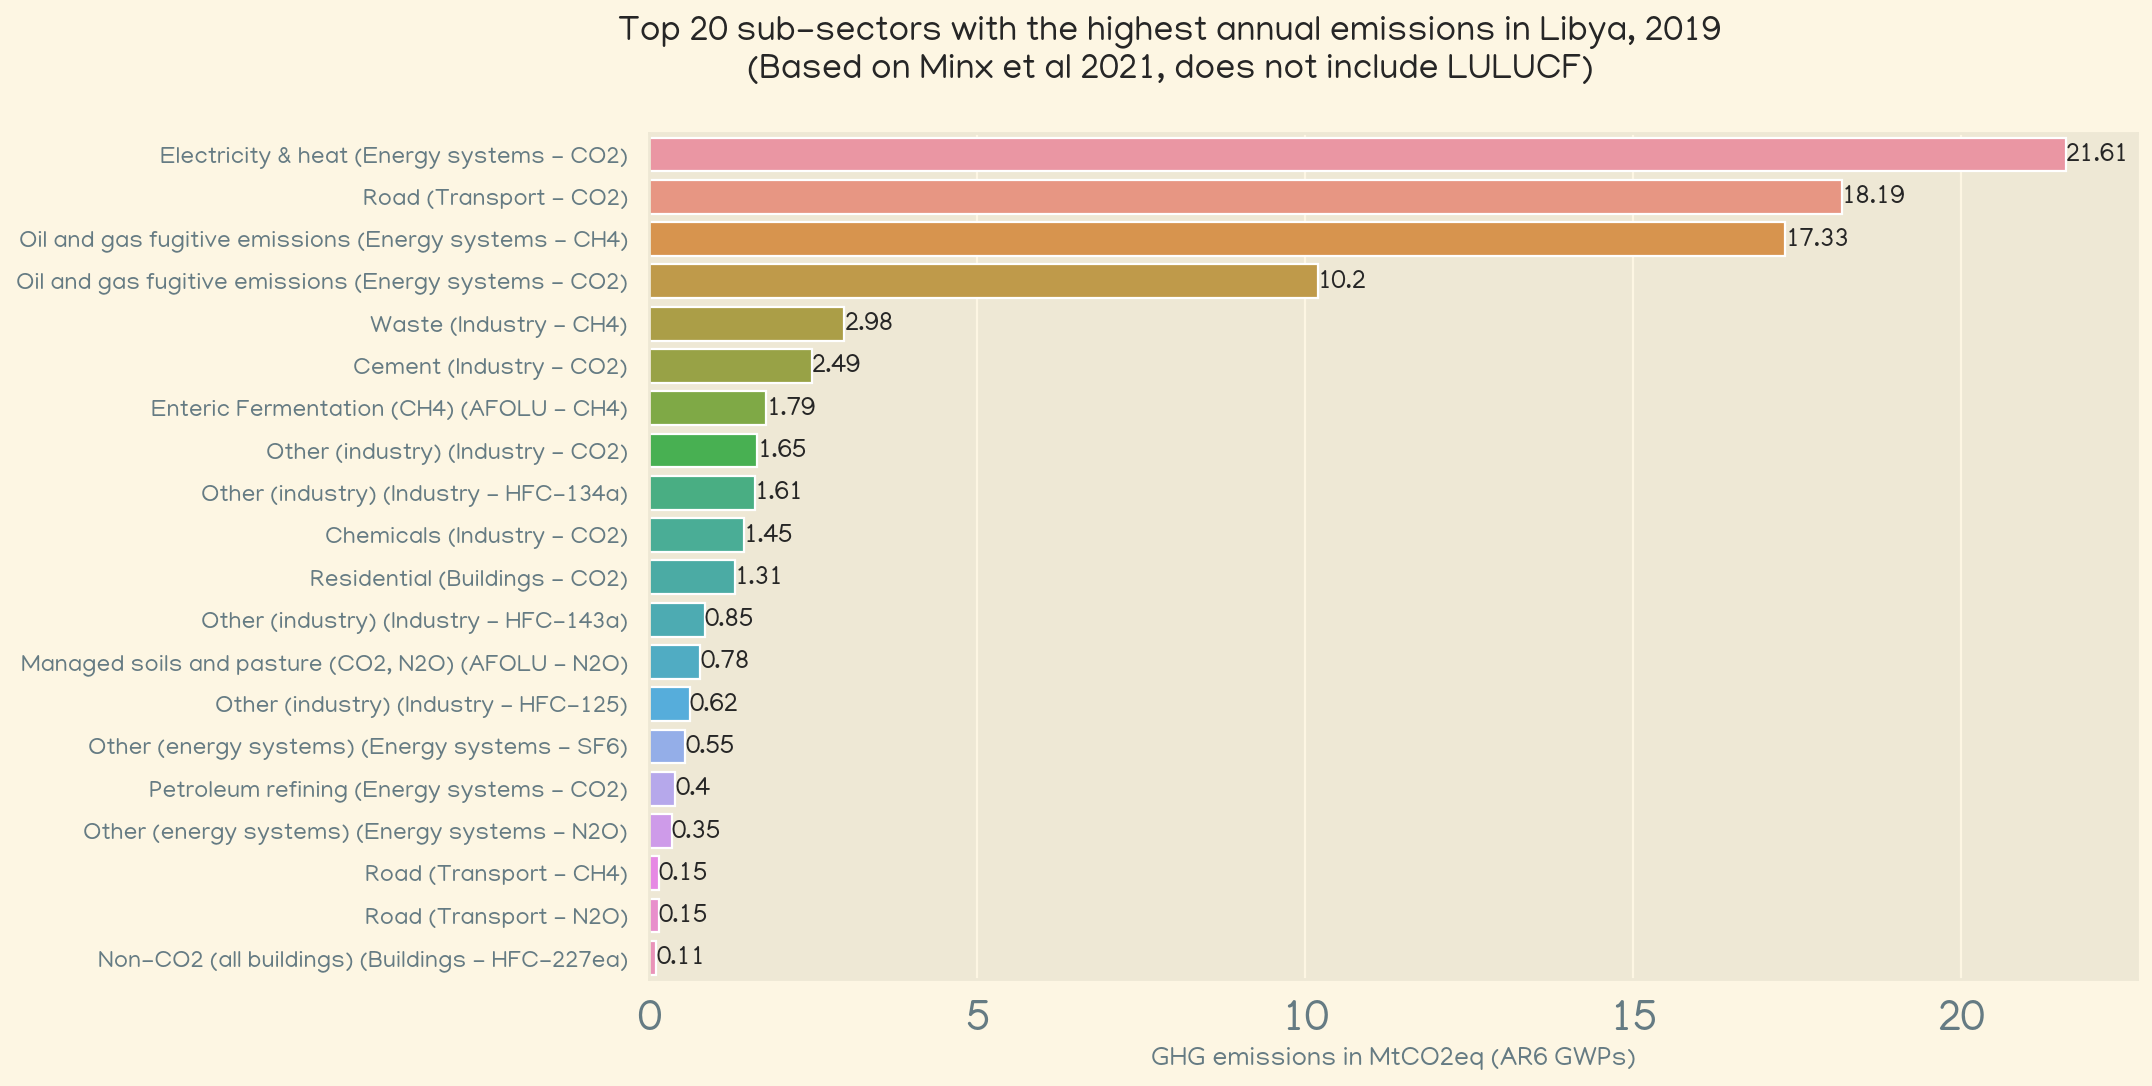 Top 20 sub-sectors with the highest annual emissions in Libya, 2019
(Based on Minx et al 2021, does not include LULUCF)
Electricity & heat (Energy systems - CO2) 21.61
Road (Transport - CO2) 18.19
Oil and gas fugitive emissions (Energy systems - CH4) 17.33
Oil and gas fugitive emissions (Energy systems - CO2) 10.2
Waste (Industry - CH4) 2.98
Cement (Industry - CO2) 2.49
Enteric Fermentation (CH4) (AFOLU - CH4) 1.79
Other (industry) (Industry - CO2) 1.65
Other (industry) (Industry - HFC-134a) 1.61
Chemicals (Industry - CO2) 1.45
Residential (Buildings - CO2) 1.31
Other (industry) (Industry - HFC-143a) 0.85
Managed soils and pasture (CO2, N2O) (AFOLU - N2O) 0.78
Other (industry) (Industry - HFC-125) 0.62
Other (energy systems) (Energy systems - SF6) 0.55
Petroleum refining (Energy systems - CO2) 0.4
Other (energy systems) (Energy systems - N2O) 0.35
Road (Transport - CH4) 0.15
Road (Transport - N2O) 0.15
Non-CO2 (all buildings) (Buildings - HFC-227ea) 0.11
0 5 10 15 20
GHG emissions in MtCO2eq (AR6 GWPs)